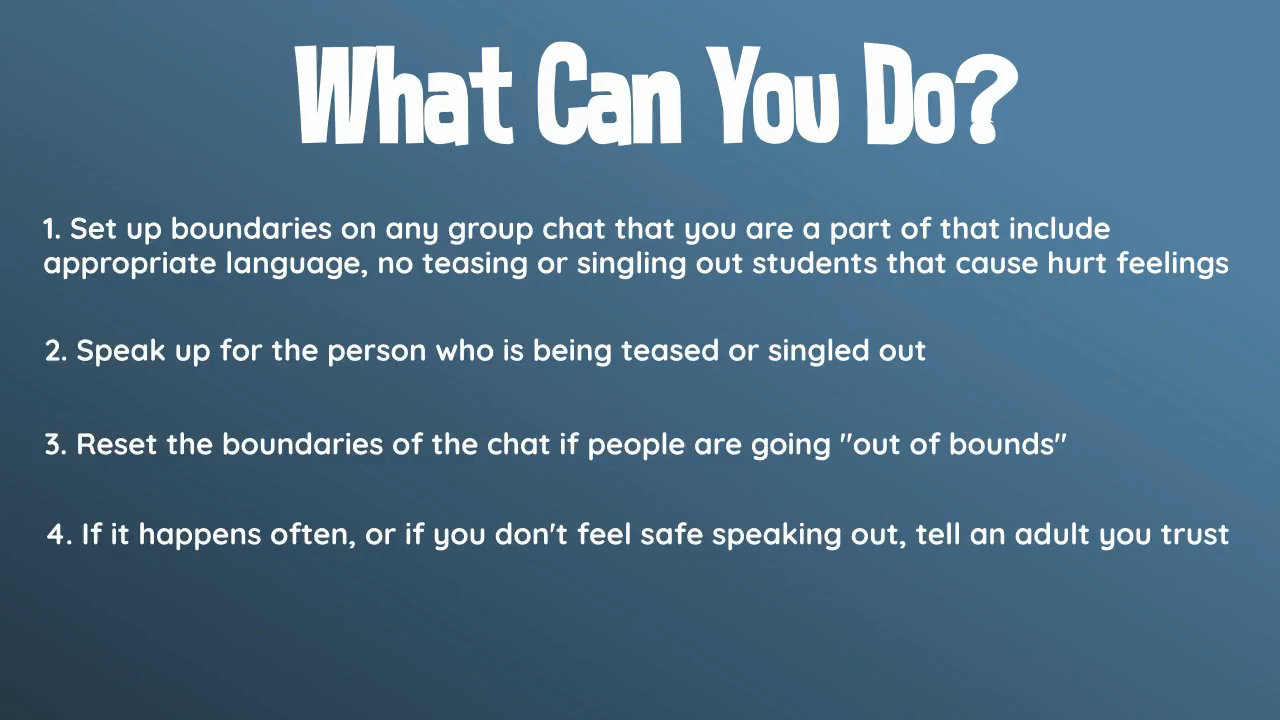 What Can You Do?
1. Set up boundaries on any group chat that you are a part of that include
appropriate language, no teasing or singling out students that cause hurt feelings
2. Speak up for the person who is being teased or singled out
3. Reset the boundaries of the chat if people are going "out of bounds"
4. If it happens often, or if you don't feel safe speaking out, tell an adult you trust